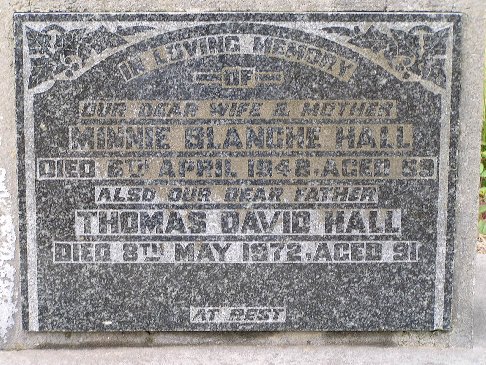 IN LOVING MEMORY
OF
OUR DEAR WIFE & MOTHER
MINNIE BLANCHE HALL
DIED 6TH APRIL 1948. AGED 59
ALSO OUR DEAR FATHER
THOMAS DAVID HALL
DIED 8TH MAY 1972. AGED 91
AT REST